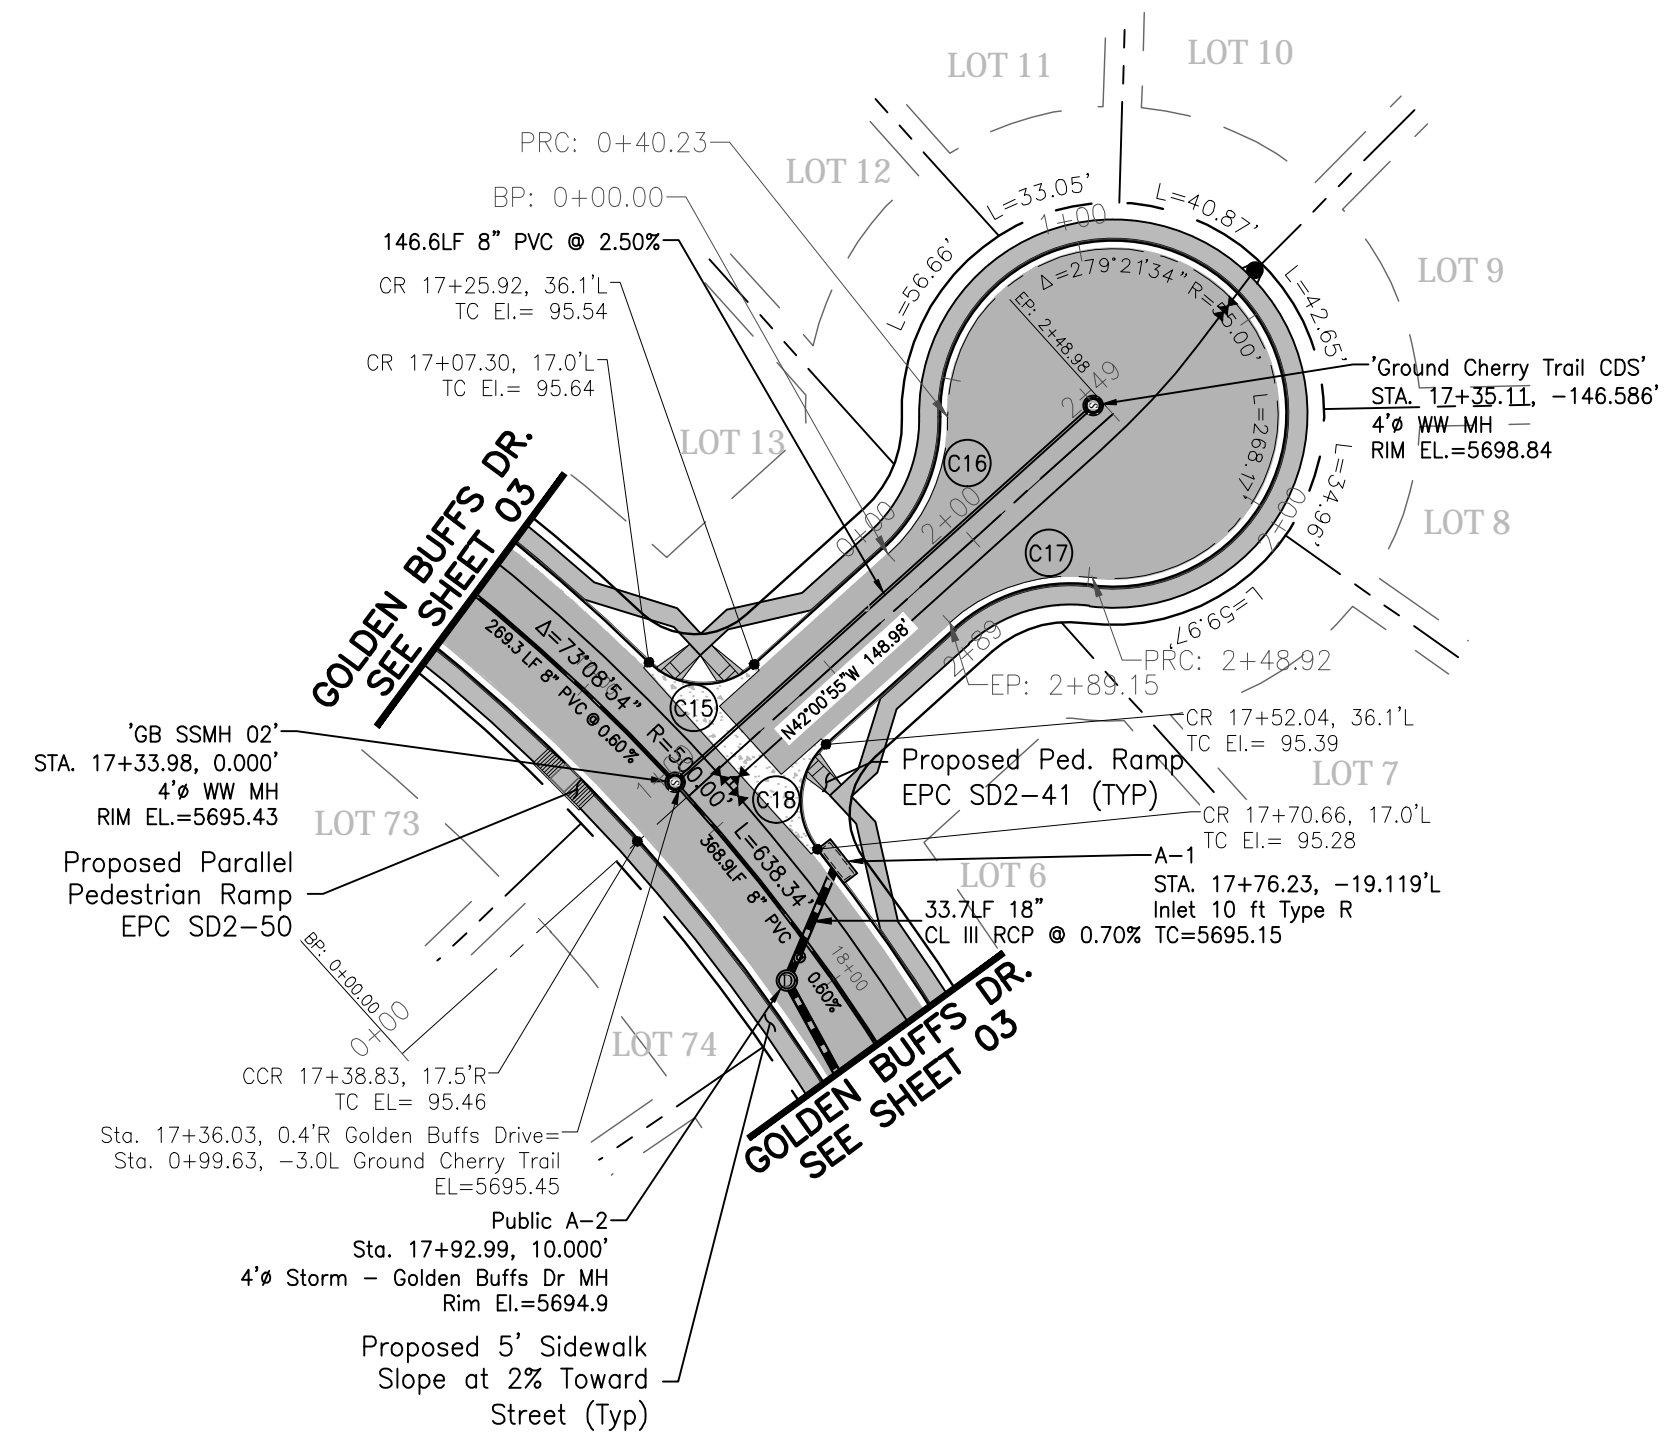 LOT 11
LOT 10
PRC: 0+40.23
LOT 12
BP: 0+00.00
L=33.05'
L=40.87'
1+00
146.6LF 8" PVC @ 2.50%
CR 17+25.92, 36.1'L
TC El.= 95.54
L=56.66'
Δ=279°21'34" R=55.00'
LOT 9
L=42.65'
EP: 2+48.98
CR 17+07.30, 17.0'L
TC El.= 95.64
2+49
S
'Ground Cherry Trail CDS'
STA. 17+35.11, -146.586'
4'ø WW MH
RIM EL.=5698.84
L=268.17'
LOT 13
C16
L=34.96'
LOT 8
GOLDEN BUFFS DR.
SEE SHEET 03
0+00
2+00
C17
L=59.97'
2+89
PRC: 2+48.92
EP: 2+89.15
N42°00'55"W 148.98'
Δ=73°08'54" R=500.00' L=638.34'
269.3 LF 8" PVC @ 0.60%
C15
CR 17+52.04, 36.1'L
TC El.= 95.39
'GB SSMH 02'
STA. 17+33.98, 0.000'
4'ø WW MH
RIM EL.=5695.43
S
Proposed Ped. Ramp
EPC SD2-41 (TYP)
LOT 7
C18
CR 17+70.66, 17.0'L
TC El.= 95.28
LOT 73
Proposed Parallel
Pedestrian Ramp
EPC SD2-50
368.9LF 8" PVC
0.60%
A-1
STA. 17+76.23, -19.119'L
Inlet 10 ft Type R
TC=5695.15
LOT 6
33.7LF 18"
CL III RCP @ 0.70%
BP: 0+00.00
0+00
D
18+00
LOT 74
GOLDEN BUFFS DR.
SEE SHEET 03
CCR 17+38.83, 17.5'R
TC EL= 95.46
Sta. 17+36.03, 0.4'R Golden Buffs Drive=
Sta. 0+99.63, -3.0L Ground Cherry Trail
EL=5695.45
Public A-2
Sta. 17+92.99, 10.000'
4'ø Storm - Golden Buffs Dr MH
Rim El.=5694.9
Proposed 5' Sidewalk
Slope at 2% Toward
Street (Typ)